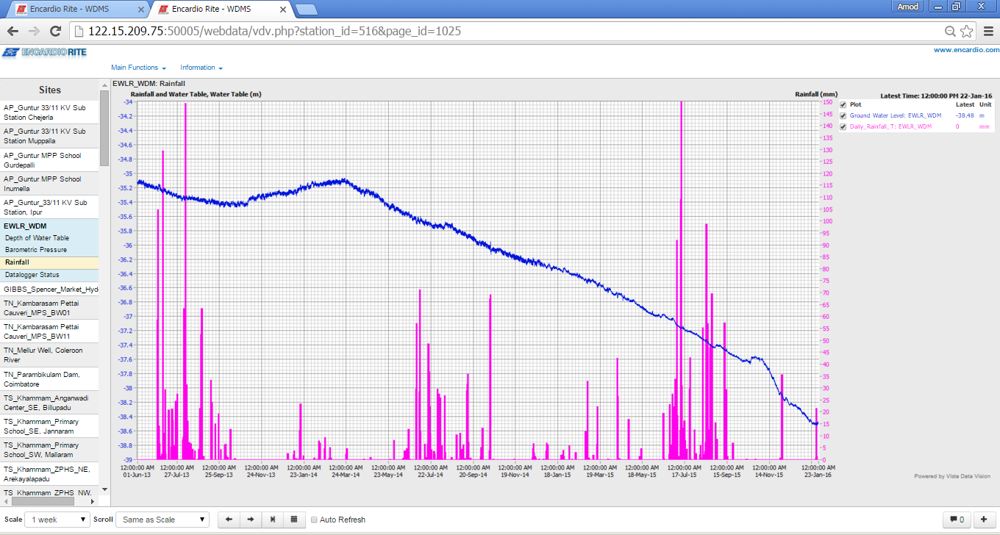 Encardio Rite - WDMS
Encardio Rite - WDMS
Amod
122.15.209.75:50005/webdata/vdv.php?station_id=516&page_id=1025
ENCARDIO RITE
www.encardio.com
Main Functions
Information
Sites
AP_Guntur 33/11 KV Sub
Station Chejerla
AP_Guntur 33/11 KV Sub
Station Muppalla
AP_Guntur MPP School
Gurdepalli
AP_Guntur MPP School
Inumella
AP_Guntur_33/11 KV Sub
Station, Ipur
EWLR_WDM
Depth of Water Table
Barometric Pressure
Rainfall
Datalogger Status
GIBBS_Spencer_Market_Hyd
TN_Kambarasam Pettai
Cauveri_MPS_BW01
TN_Kambarasam Pettai
Cauveri_MPS_BW11
TN_Mellur Well, Coleroon
River
TN_Parambikulam Dam,
Coimbatore
TS_Khammam_Anganwadi
Center_SE, Billupadu
TS_Khammam_Primary
School_SE, Jannaram
TS_Khammam_Primary
School_SW, Mallaram
TS_Khammam_ZPHS_NE,
Arekayalapadu
TS_Khammam_ZPHS_NW.
EWLR_WDM: Rainfall
Rainfall and Water Table, Water Table (m)
Rainfall (mm)
Latest Time: 12:00:00 PM 22-Jan-16
Plot Latest Unit
Ground Water Level: EWLR_WDM -38.48 m
Daily_Rainfall_T: EWLR_WDM 0 mm
-34
-34.2
-34.4
-34.6
-34.8
-35
-35.2
-35.4
-35.6
-35.8
-36
-36.2
-36.4
-36.6
-36.8
-37
-37.2
-37.4
-37.6
-37.8
-38
-38.2
-38.4
-38.6
-38.8
-39
150
145
140
135
130
125
120
115
110
105
100
95
90
85
80
75
70
65
60
55
50
45
40
35
30
25
20
15
10
5
0
12:00:00 AM 12:00:00 AM 12:00:00 AM 12:00:00 AM 12:00:00 AM 12:00:00 AM 12:00:00 AM 12:00:00 AM 12:00:00 AM 12:00:00 AM 12:00:00 AM 12:00:00 AM 12:00:00 AM 12:00:00 AM 12:00:00 AM 12:00:00 AM 12:00:00 AM
01-Jun-13 27-Jul-13 25-Sep-13 24-Nov-13 23-Jan-14 24-Mar-14 23-May-14 22-Jul-14 20-Sep-14 19-Nov-14 18-Jan-15 19-Mar-15 18-May-15 17-Jul-15 15-Sep-15 14-Nov-15 23-Jan-16
Powered by Vista Data Vision
Scale 1 week Scroll Same as Scale Auto Refresh 0